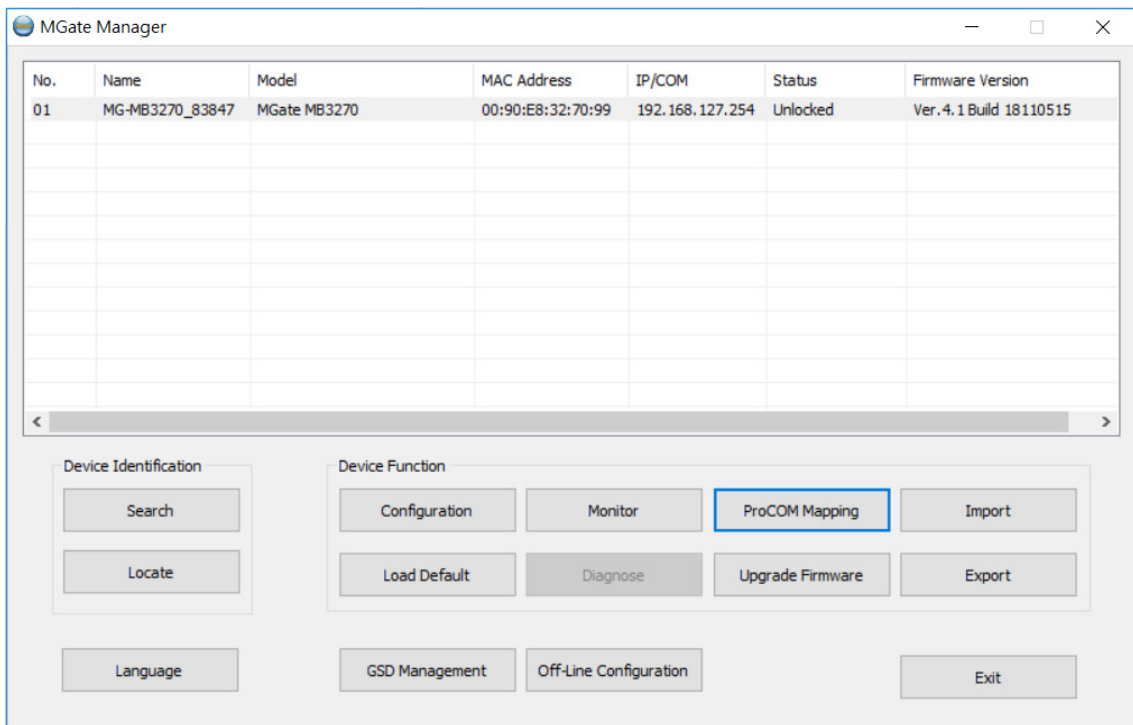 MGate Manager
No. Name Model MAC Address IP/COM Status Firmware Version
01 MG-MB3270_83847 MGate MB3270 00:90:E8:32:70:99 192.168.127.254 Unlocked Ver.4.1 Build 18110515
Device Identification
Search
Locate
Device Function
Configuration Monitor ProCOM Mapping Import
Load Default Diagnose Upgrade Firmware Export
Language GSD Management Off-Line Configuration Exit